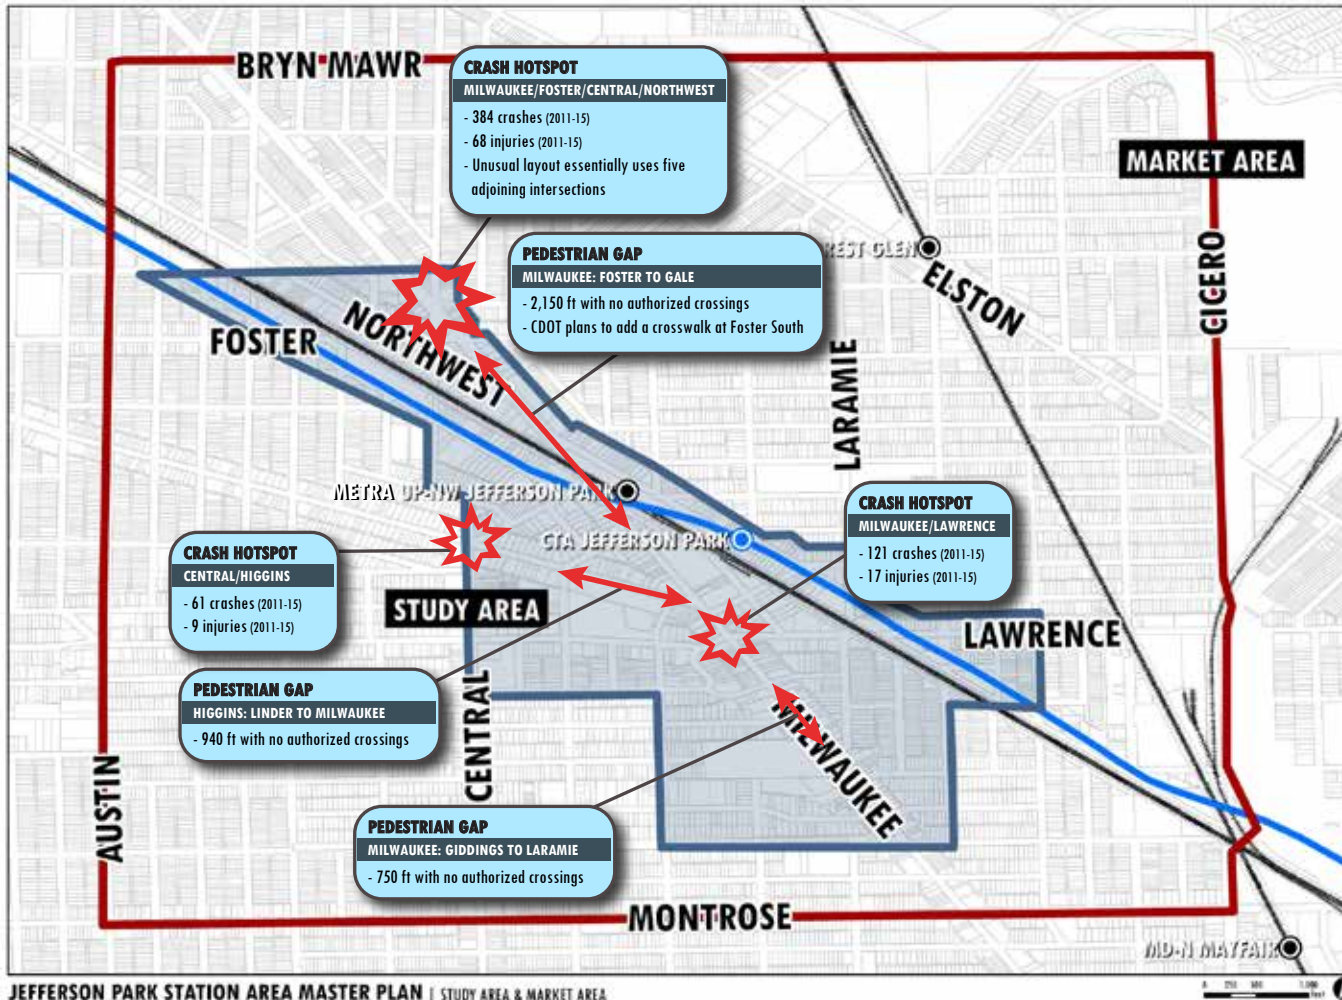 BRYN MAWR
CRASH HOTSPOT
MILWAUKEE/FOSTER/CENTRAL/NORTHWEST
- 384 crashes (2011-15)
- 68 injuries (2011-15)
- Unusual layout essentially uses five
adjoining intersections
MARKET AREA
PEDESTRIAN GAP
MILWAUKEE: FOSTER TO GALE
- 2,150 ft with no authorized crossings
- CDOT plans to add a crosswalk at Foster South
REST GLEN
ELSTON
CICERO
FOSTER
NORTHWEST
LARAMIE
METRA UP-NW JEFFERSON PARK
CTA JEFFERSON PARK
CRASH HOTSPOT
MILWAUKEE/LAWRENCE
- 121 crashes (2011-15)
- 17 injuries (2011-15)
CRASH HOTSPOT
CENTRAL/HIGGINS
- 61 crashes (2011-15)
- 9 injuries (2011-15)
STUDY AREA
LAWRENCE
PEDESTRIAN GAP
HIGGINS: LINDER TO MILWAUKEE
- 940 ft with no authorized crossings
CENTRAL
MILWAUKEE
AUSTIN
PEDESTRIAN GAP
MILWAUKEE: GIDDINGS TO LARAMIE
- 750 ft with no authorized crossings
MONTROSE
MD-N MAYFAIR
JEFFERSON PARK STATION AREA MASTER PLAN | STUDY AREA & MARKET AREA